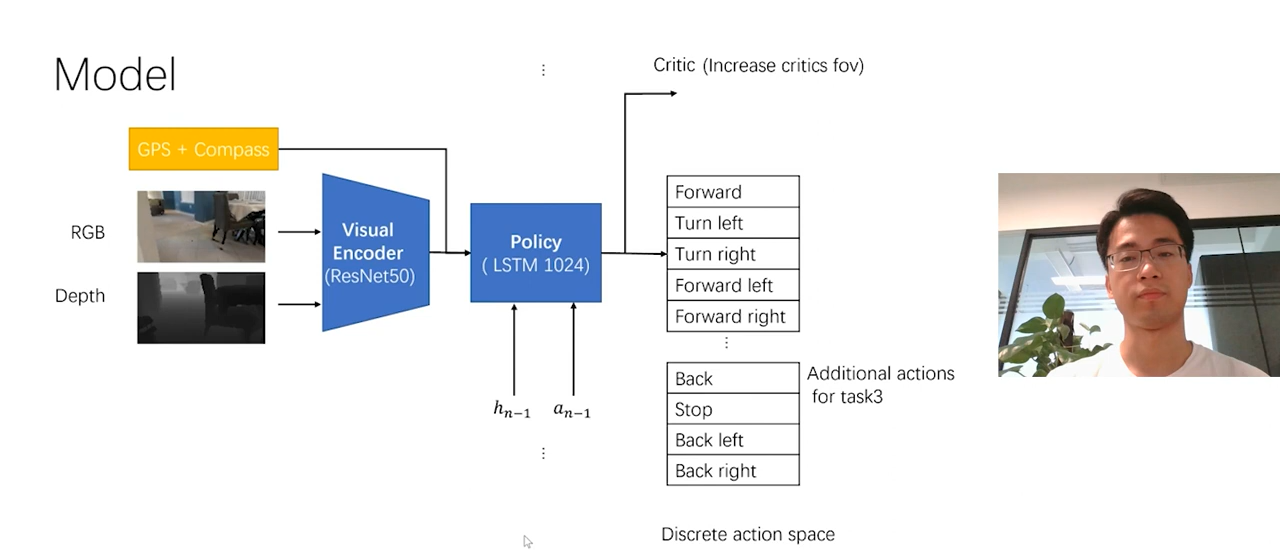 Model
Critic (Increase critics fov)
GPS + Compass
RGB
Depth
Visual
Encoder
(ResNet50)
Policy
( LSTM 1024)
Forward
Turn left
Turn right
Forward left
Forward right
Back
Stop
Back left
Back right
Additional actions
for task3
hₙ₋₁ aₙ₋₁
Discrete action space